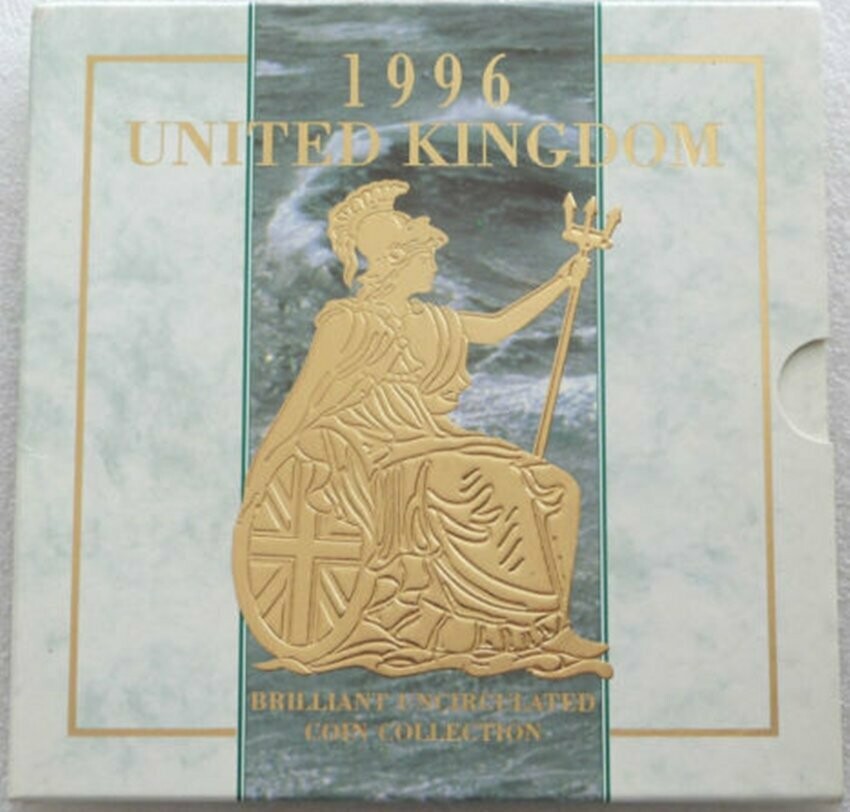 1996
UNITED KINGDOM
BRILLIANT UNCIRCULATED
COIN COLLECTION